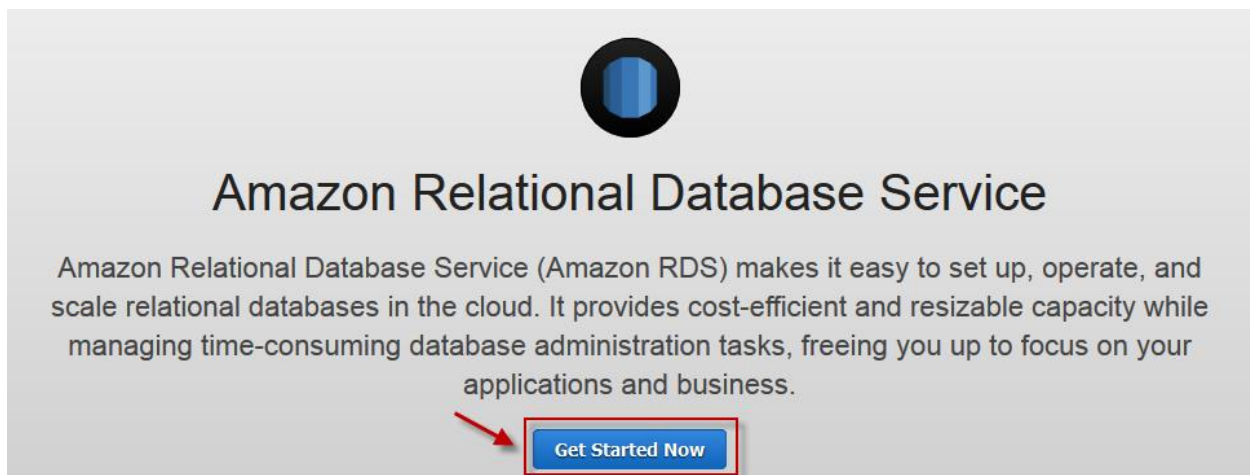 Amazon Relational Database Service
Amazon Relational Database Service (Amazon RDS) makes it easy to set up, operate, and
scale relational databases in the cloud. It provides cost-efficient and resizable capacity while
managing time-consuming database administration tasks, freeing you up to focus on your
applications and business.
Get Started Now